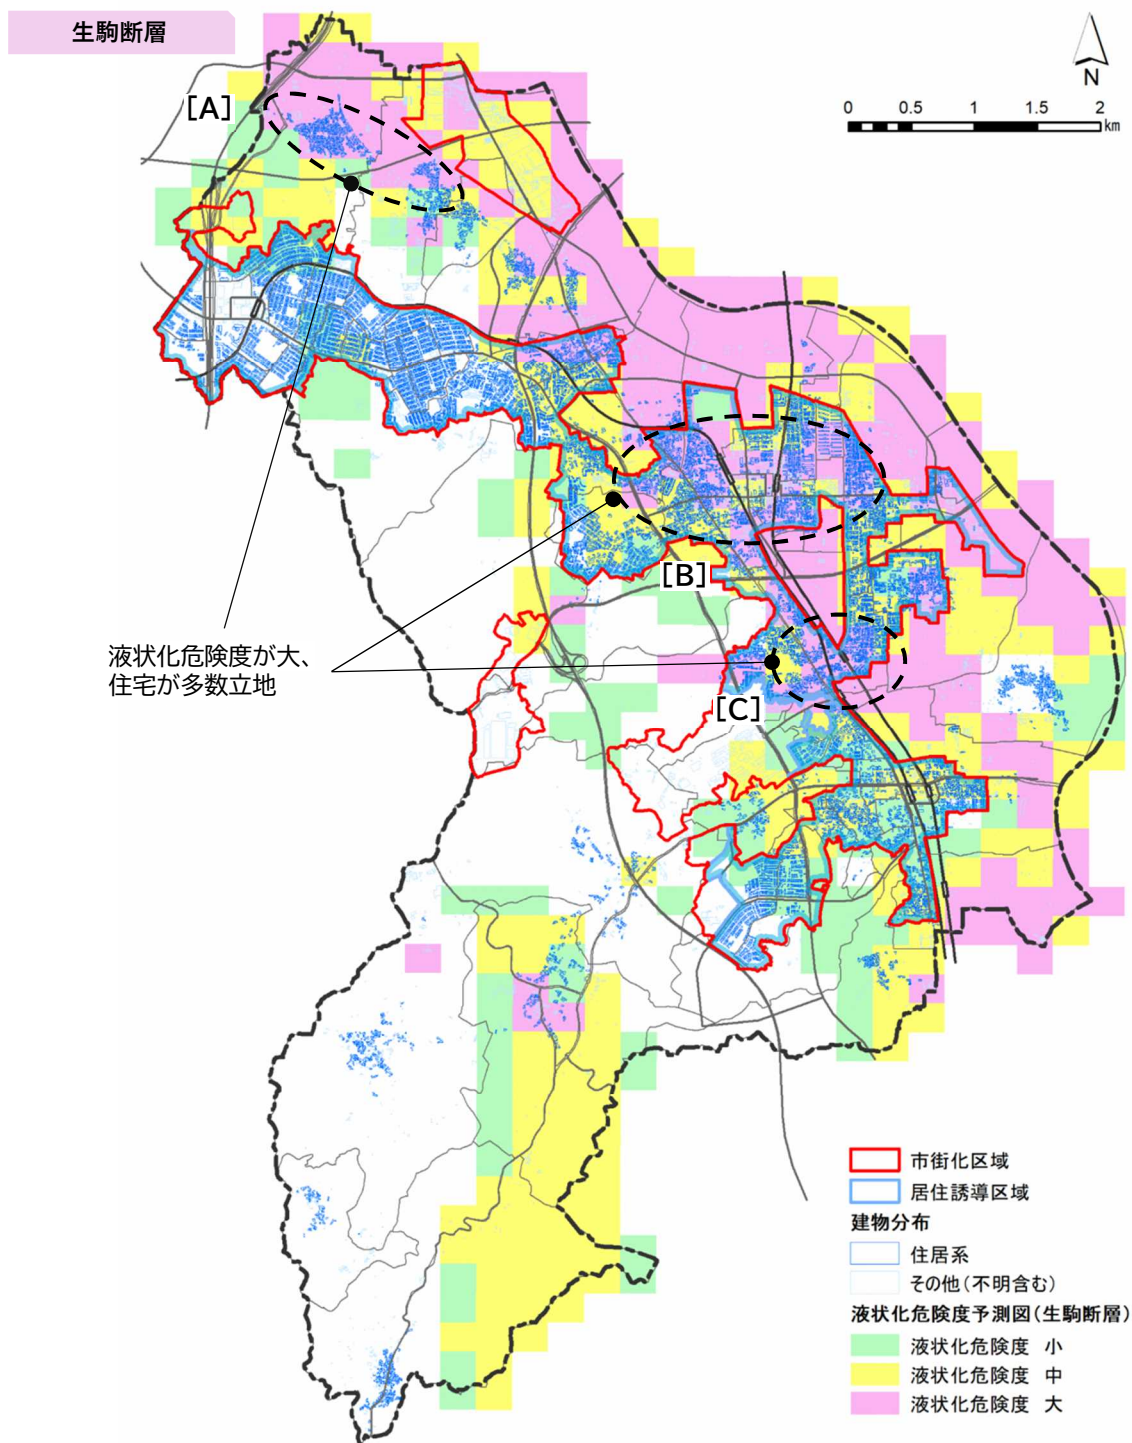 生駒断層
[A]
N
0 0.5 1 1.5 2
km
[B]
液状化危険度が大、
住宅が多数立地
[C]
市街化区域
居住誘導区域
建物分布
住居系
その他(不明含む)
液状化危険度予測図(生駒断層)
液状化危険度 小
液状化危険度 中
液状化危険度 大